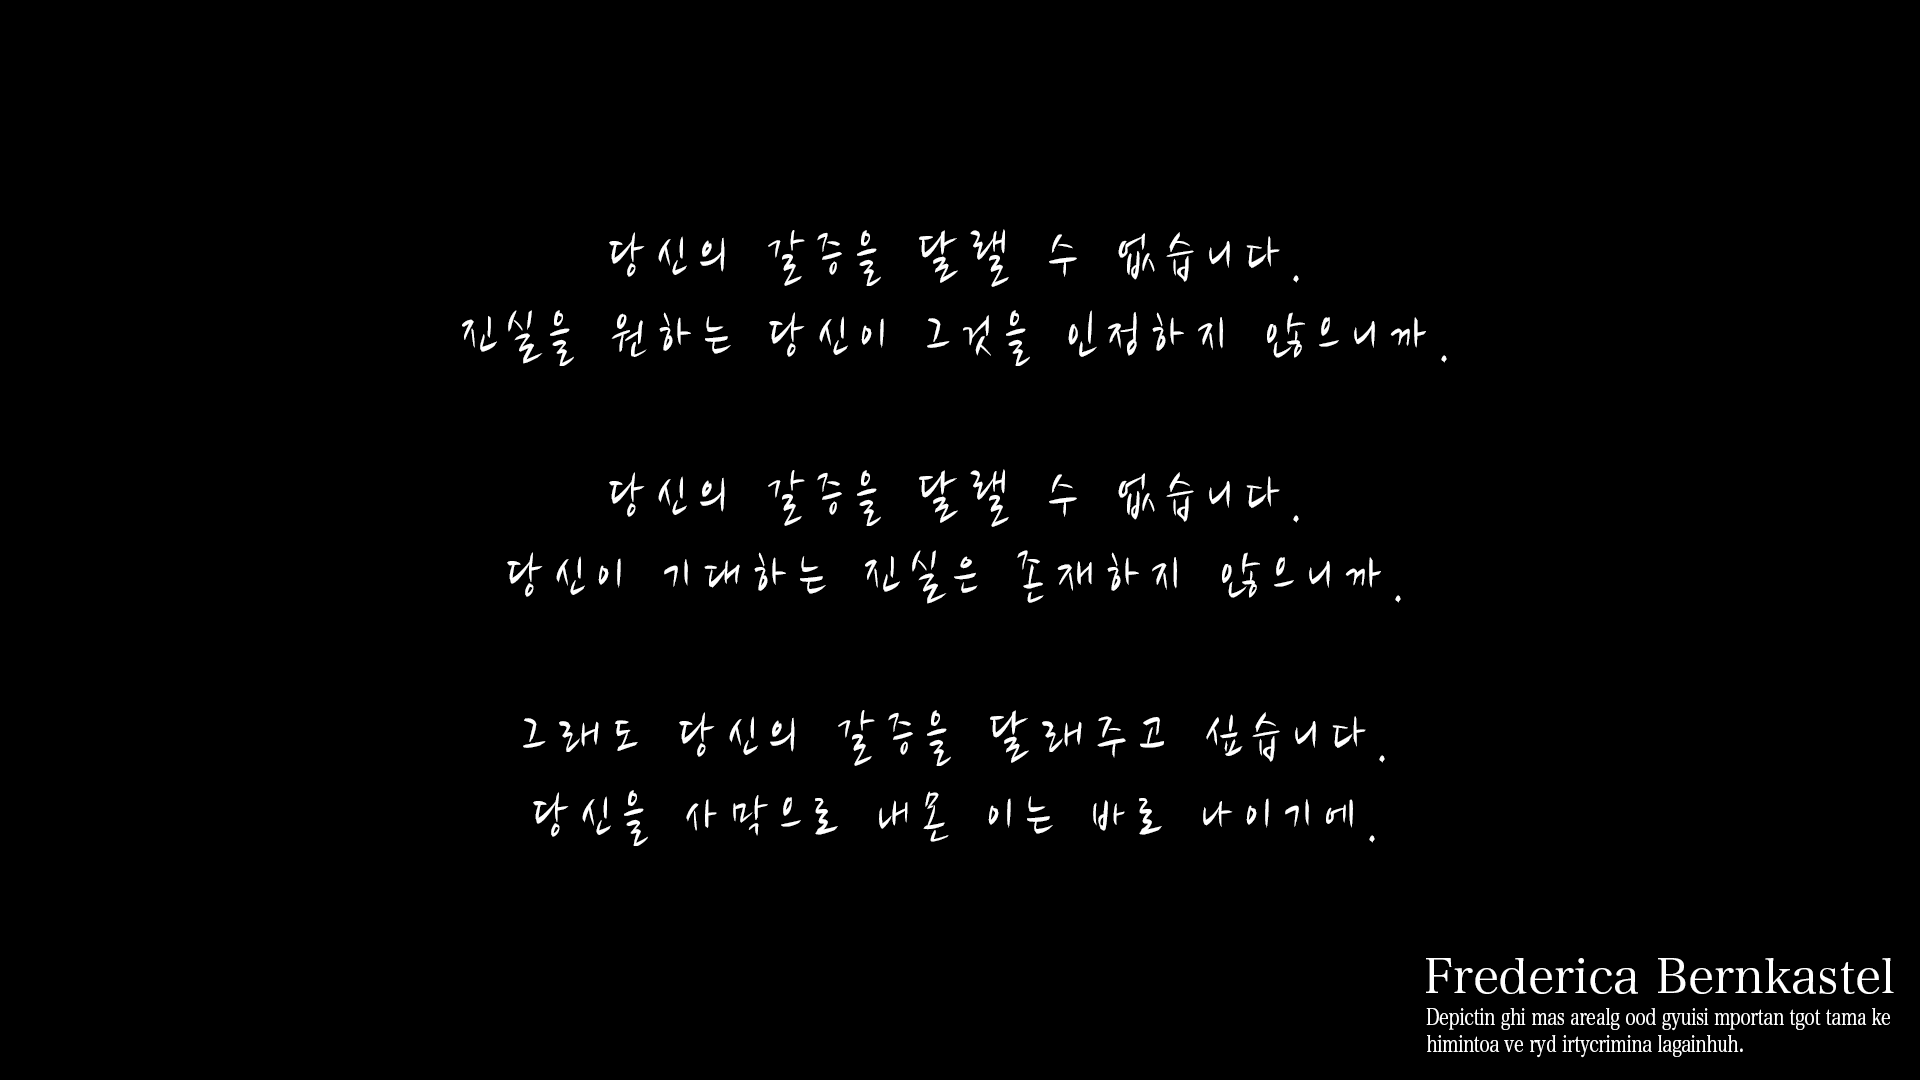 당신의 갈증을 달랠 수 없습니다.
진실을 원하는 당신이 그것을 인정하지 않으니까.
당신의 갈증을 달랠 수 없습니다.
당신이 기대하는 진실은 존재하지 않으니까.
그래도 당신의 갈증을 달래주고 싶습니다.
당신을 사막으로 내몬 이는 바로 나이기에.
Frederica Bernkastel
Depictin ghi mas arealg ood gyuisi mportan tgot tama ke
himintoa ve ryd irtycrimina lagainhuh.